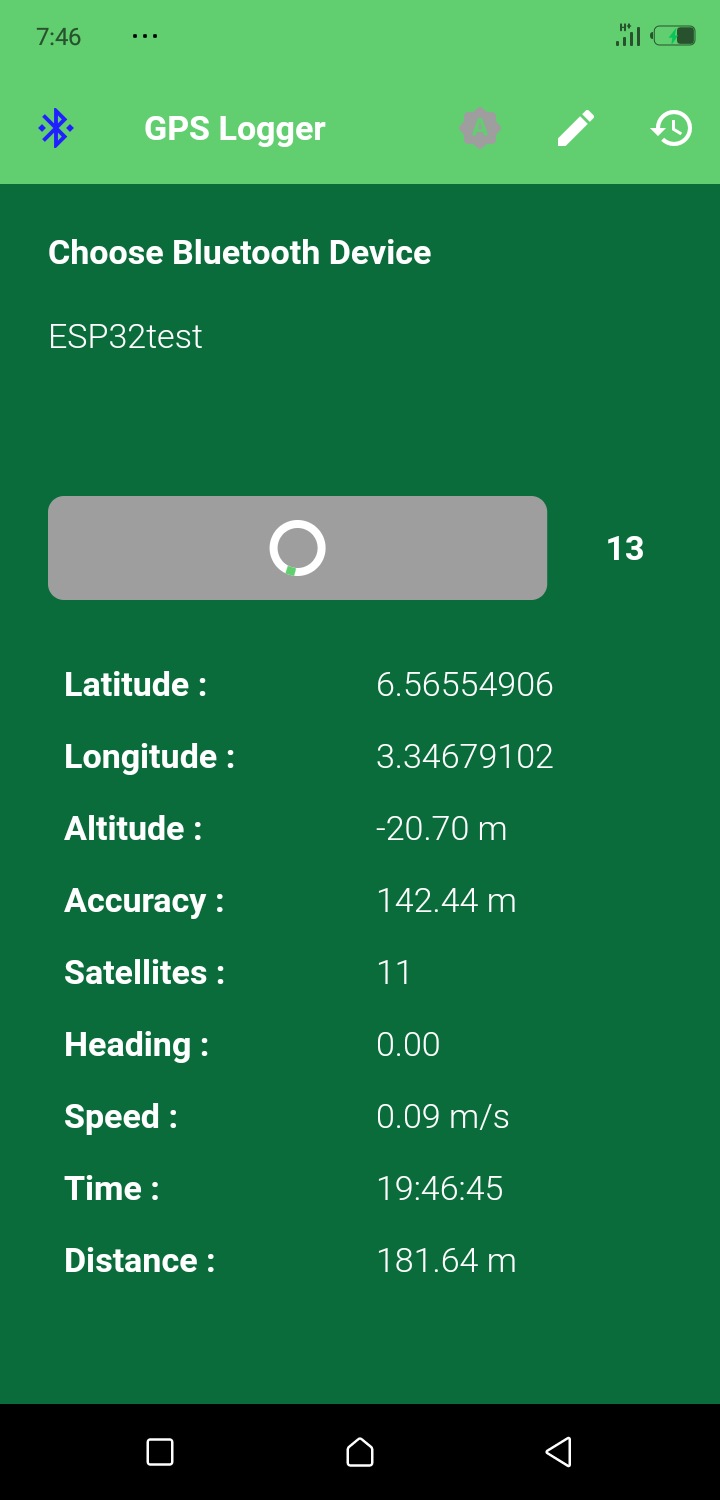 7:46 ... H+
GPS Logger A
Choose Bluetooth Device
ESP32test
13
Latitude : 6.56554906
Longitude : 3.34679102
Altitude : -20.70 m
Accuracy : 142.44 m
Satellites : 11
Heading : 0.00
Speed : 0.09 m/s
Time : 19:46:45
Distance : 181.64 m